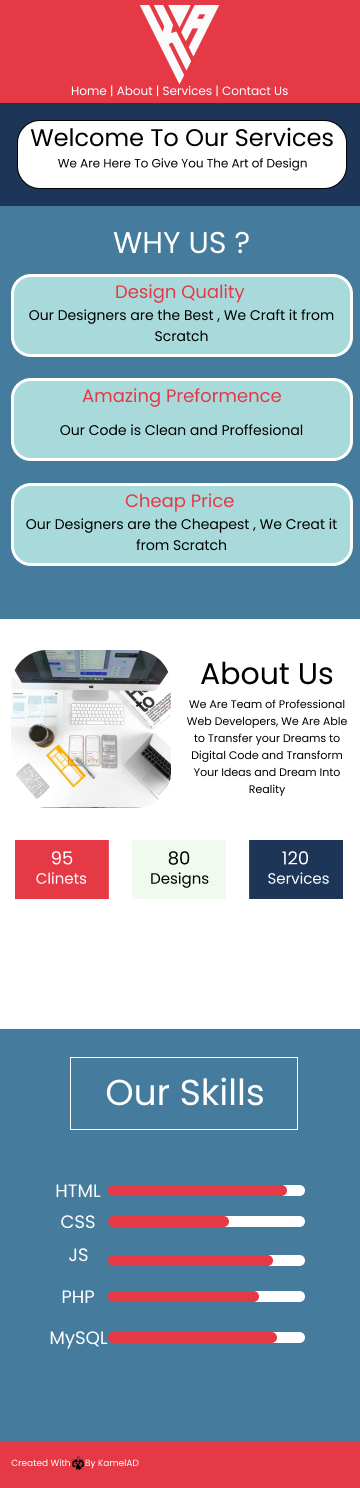 KA
Home | About | Services | Contact Us
Welcome To Our Services
We Are Here To Give You The Art of Design
WHY US ?
Design Quality
Our Designers are the Best , We Craft it from
Scratch
Amazing Preformence
Our Code is Clean and Proffesional
Cheap Price
Our Designers are the Cheapest , We Creat it
from Scratch
About Us
We Are Team of Professional
Web Developers, We Are Able
to Transfer your Dreams to
Digital Code and Transform
Your Ideas and Dream Into
Reality
95
Clinets
80
Designs
120
Services
Our Skills
HTML
CSS
JS
PHP
MySQL
Created With By KamelAD